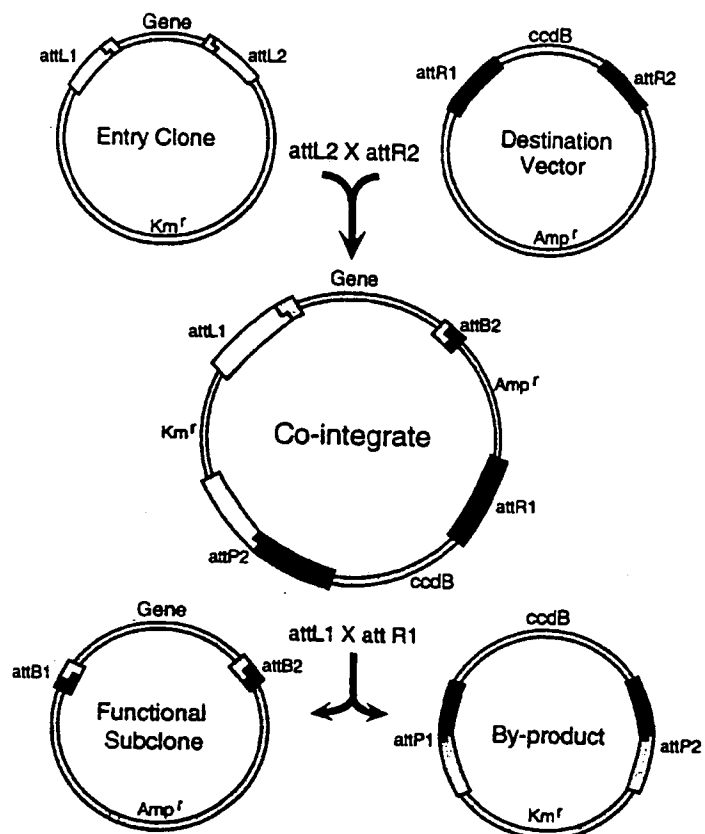 Gene
attL1
attL2
Entry Clone
Kmʳ
ccdB
attR1
attR2
Destination
Vector
Ampʳ
attL2 X attR2
Gene
attL1
attB2
Ampʳ
Kmʳ
Co-integrate
attR1
attP2
ccdB
attL1 X att R1
Gene
attB1
attB2
Functional
Subclone
Ampʳ
ccdB
attP1
attP2
By-product
Kmʳ